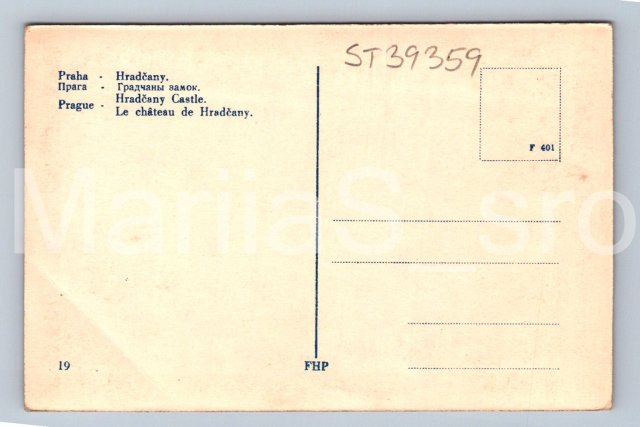 ST39359
Praha - Hradčany.
Прага - Градчаны замок.
Prague - Hradčany Castle.
Le château de Hradčany.
F 401
MariiaS_sro
19
FHP